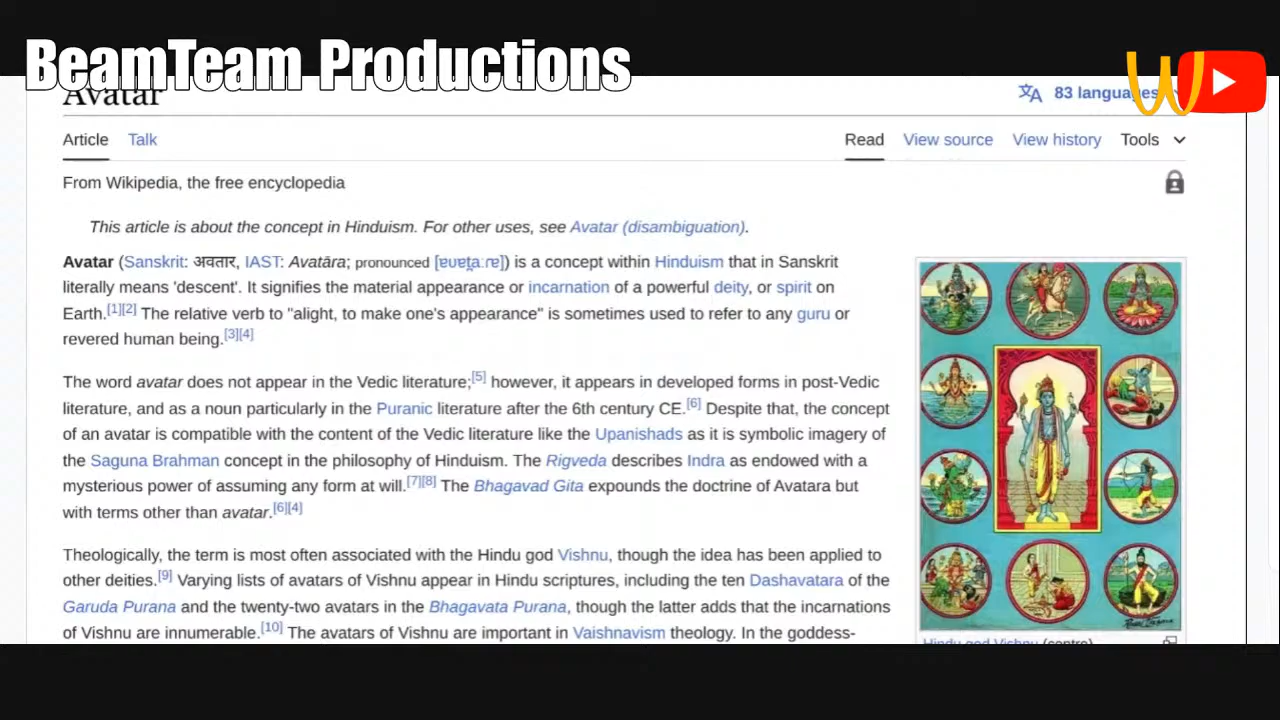 BeamTeam Productions
Avatar
83 languages
Article Talk Read View source View history Tools
From Wikipedia, the free encyclopedia
This article is about the concept in Hinduism. For other uses, see Avatar (disambiguation).
Avatar (Sanskrit: अवतार, IAST: Avatāra; pronounced [ɐʋɐt̪aːɾɐ]) is a concept within Hinduism that in Sanskrit
literally means 'descent'. It signifies the material appearance or incarnation of a powerful deity, or spirit on
Earth.[1][2] The relative verb to "alight, to make one's appearance" is sometimes used to refer to any guru or
revered human being.[3][4]
The word avatar does not appear in the Vedic literature;[5] however, it appears in developed forms in post-Vedic
literature, and as a noun particularly in the Puranic literature after the 6th century CE.[6] Despite that, the concept
of an avatar is compatible with the content of the Vedic literature like the Upanishads as it is symbolic imagery of
the Saguna Brahman concept in the philosophy of Hinduism. The Rigveda describes Indra as endowed with a
mysterious power of assuming any form at will.[7][8] The Bhagavad Gita expounds the doctrine of Avatara but
with terms other than avatar.[6][4]
Theologically, the term is most often associated with the Hindu god Vishnu, though the idea has been applied to
other deities.[9] Varying lists of avatars of Vishnu appear in Hindu scriptures, including the ten Dashavatara of the
Garuda Purana and the twenty-two avatars in the Bhagavata Purana, though the latter adds that the incarnations
of Vishnu are innumerable.[10] The avatars of Vishnu are important in Vaishnavism theology. In the goddess-
Hindu god Vishnu (centre)